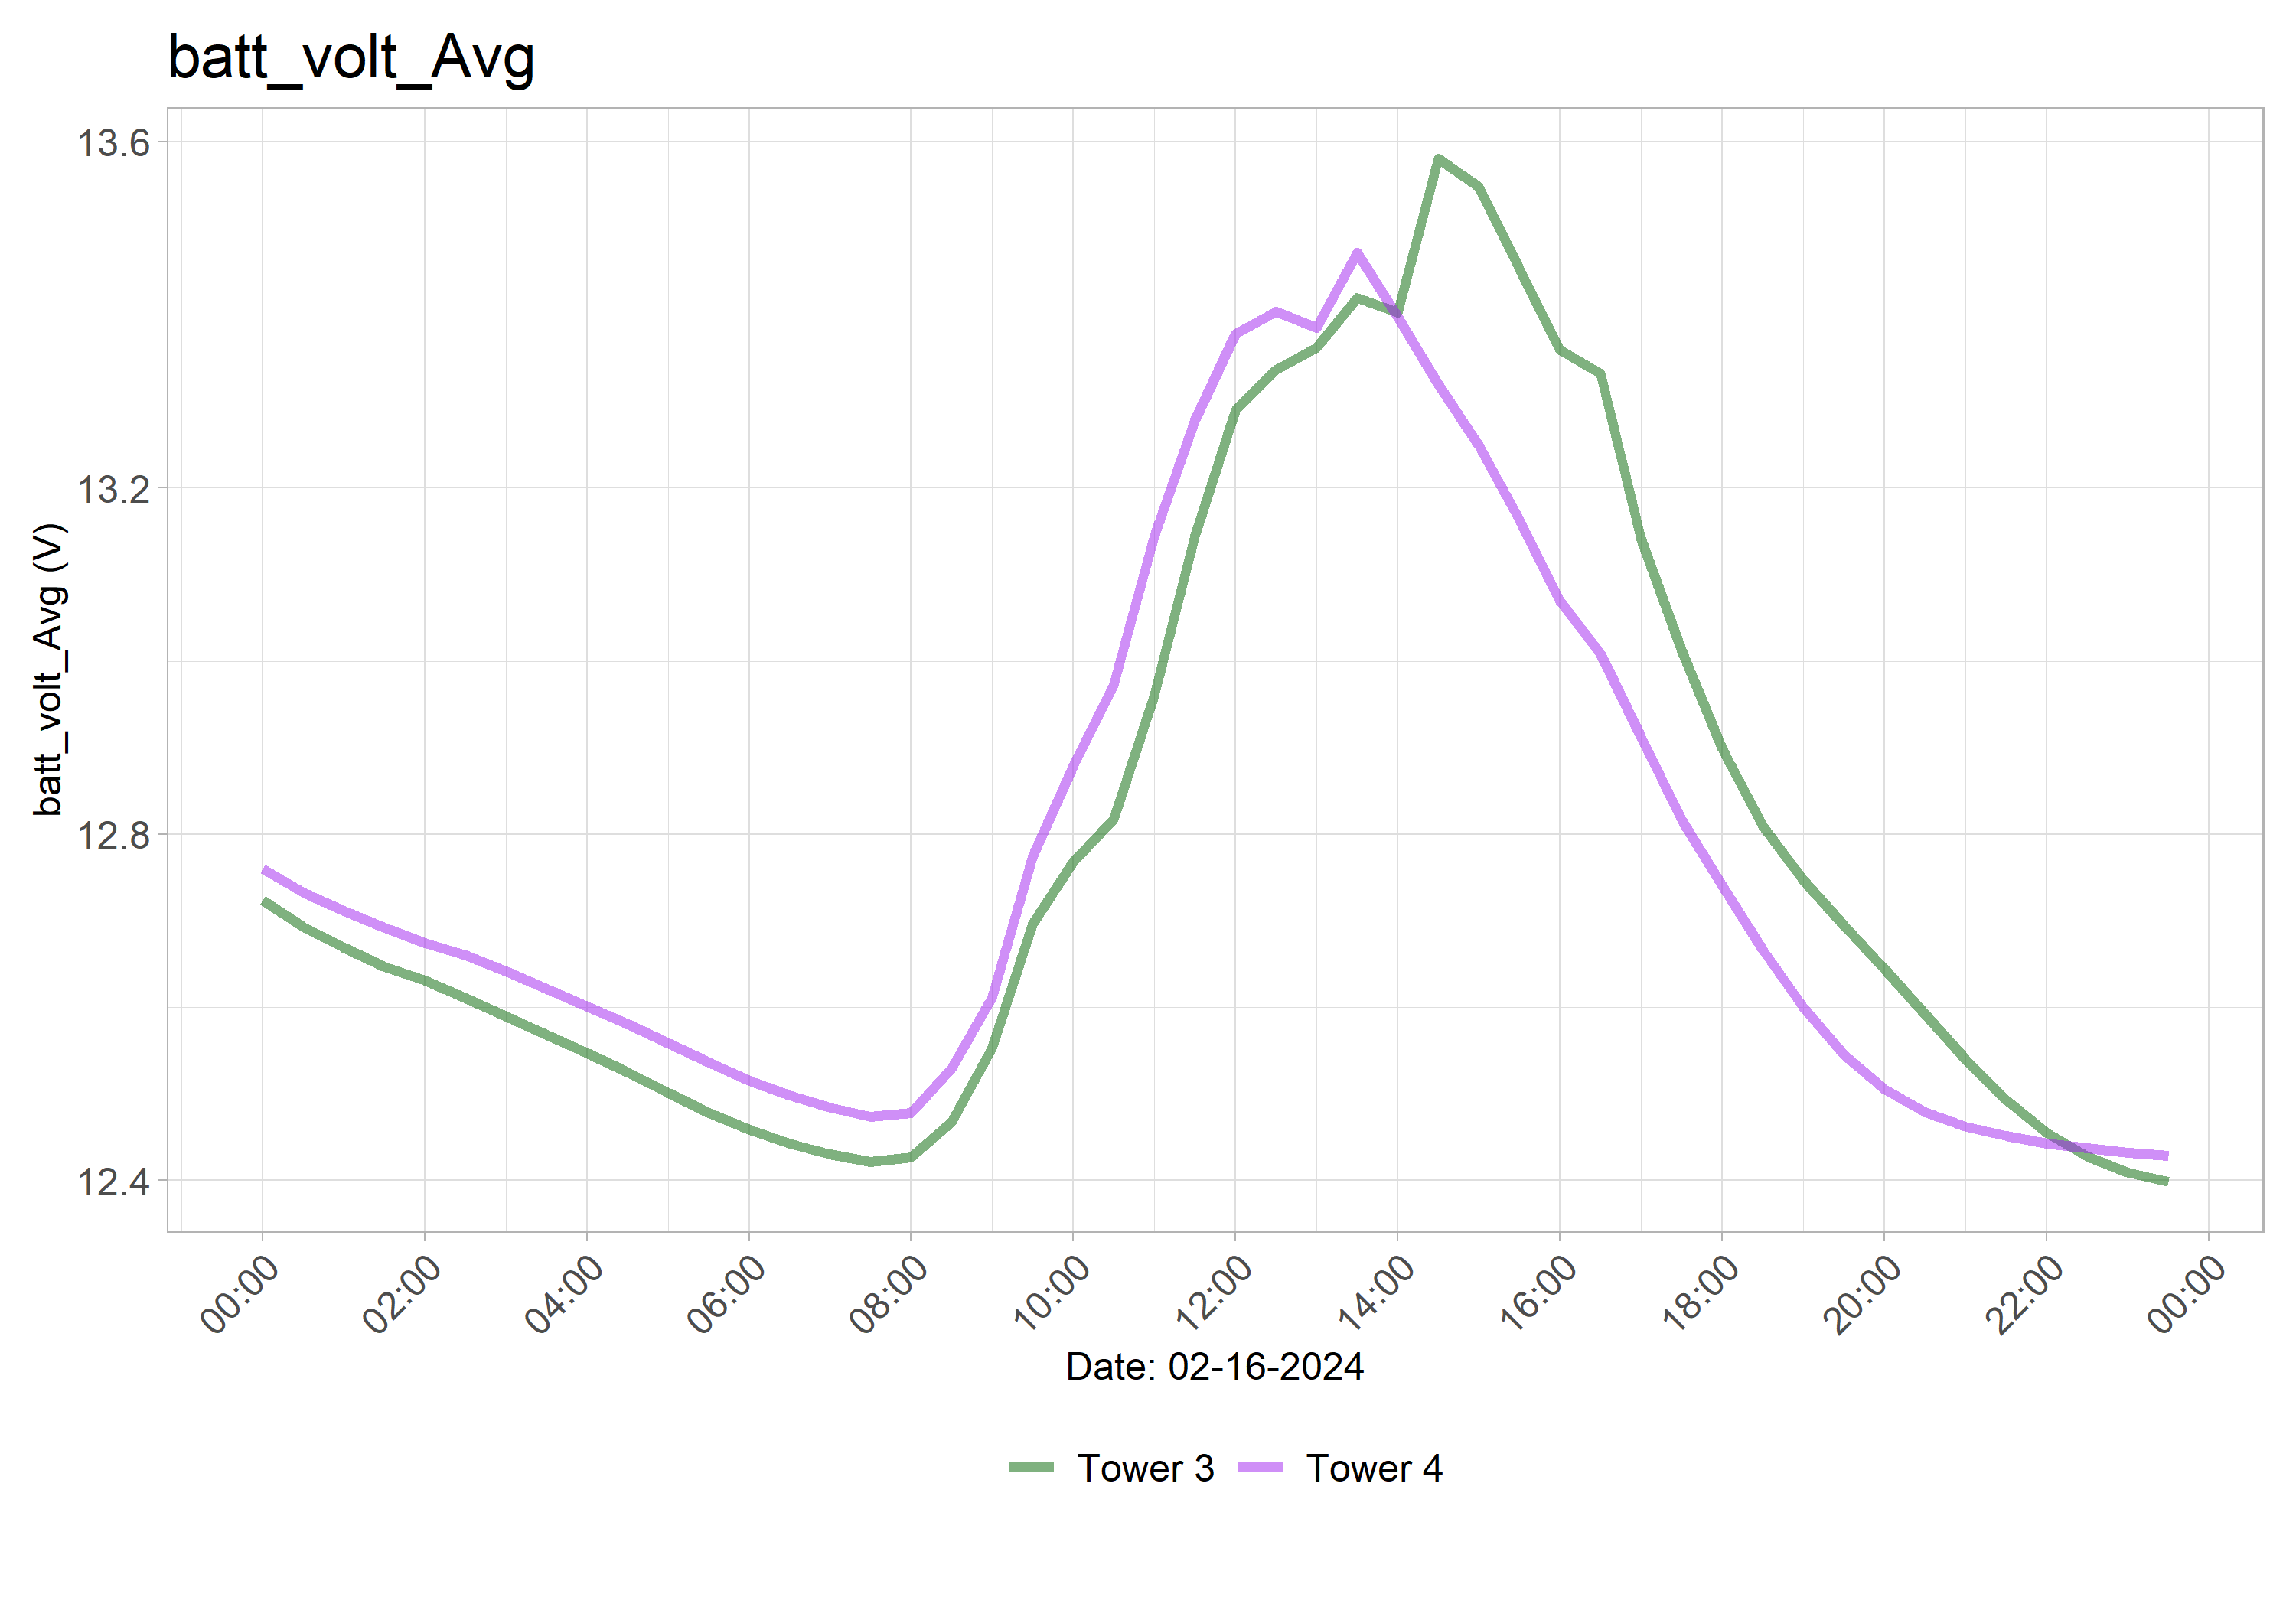 batt_volt_Avg
13.6
13.2
12.8
12.4
batt_volt_Avg (V)
00:00 02:00 04:00 06:00 08:00 10:00 12:00 14:00 16:00 18:00 20:00 22:00 00:00
Date: 02-16-2024
Tower 3 Tower 4